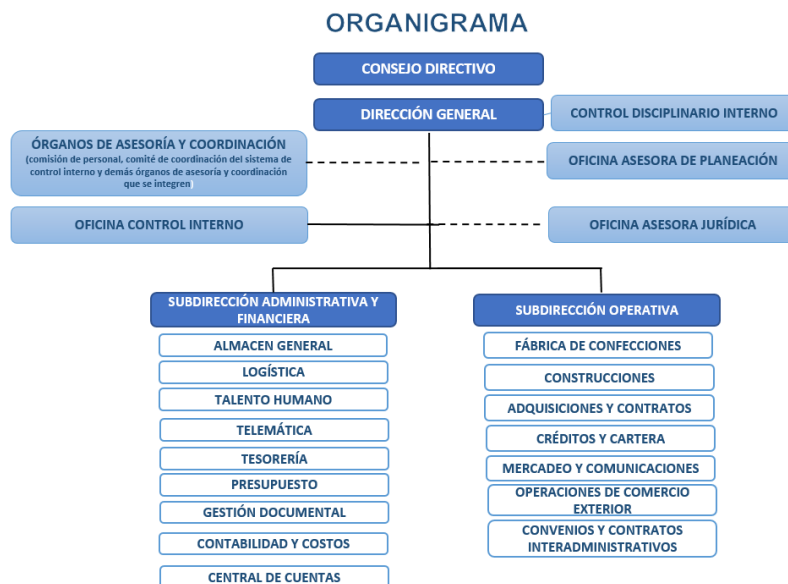 ORGANIGRAMA
CONSEJO DIRECTIVO
DIRECCIÓN GENERAL
CONTROL DISCIPLINARIO INTERNO
ÓRGANOS DE ASESORÍA Y COORDINACIÓN
(comisión de personal, comité de coordinación del sistema de
control interno y demás órganos de asesoría y coordinación
que se integren)
OFICINA ASESORA DE PLANEACIÓN
OFICINA CONTROL INTERNO
OFICINA ASESORA JURÍDICA
SUBDIRECCIÓN ADMINISTRATIVA Y
FINANCIERA
ALMACEN GENERAL
LOGÍSTICA
TALENTO HUMANO
TELEMÁTICA
TESORERÍA
PRESUPUESTO
GESTIÓN DOCUMENTAL
CONTABILIDAD Y COSTOS
CENTRAL DE CUENTAS
SUBDIRECCIÓN OPERATIVA
FÁBRICA DE CONFECCIONES
CONSTRUCCIONES
ADQUISICIONES Y CONTRATOS
CRÉDITOS Y CARTERA
MERCADEO Y COMUNICACIONES
OPERACIONES DE COMERCIO
EXTERIOR
CONVENIOS Y CONTRATOS
INTERADMINISTRATIVOS